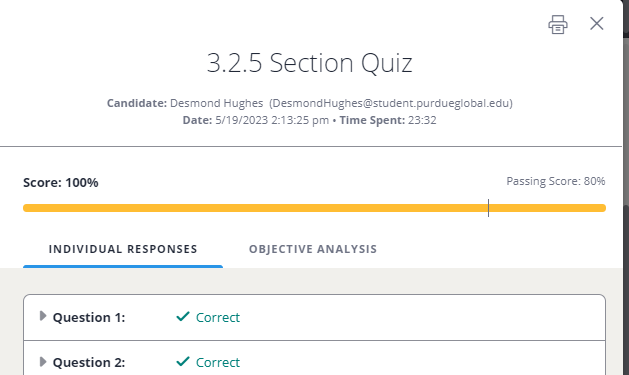 3.2.5 Section Quiz
Candidate: Desmond Hughes (DesmondHughes@student.purdueglobal.edu)
Date: 5/19/2023 2:13:25 pm • Time Spent: 23:32
Score: 100%
Passing Score: 80%
INDIVIDUAL RESPONSES
OBJECTIVE ANALYSIS
Question 1: Correct
Question 2: Correct